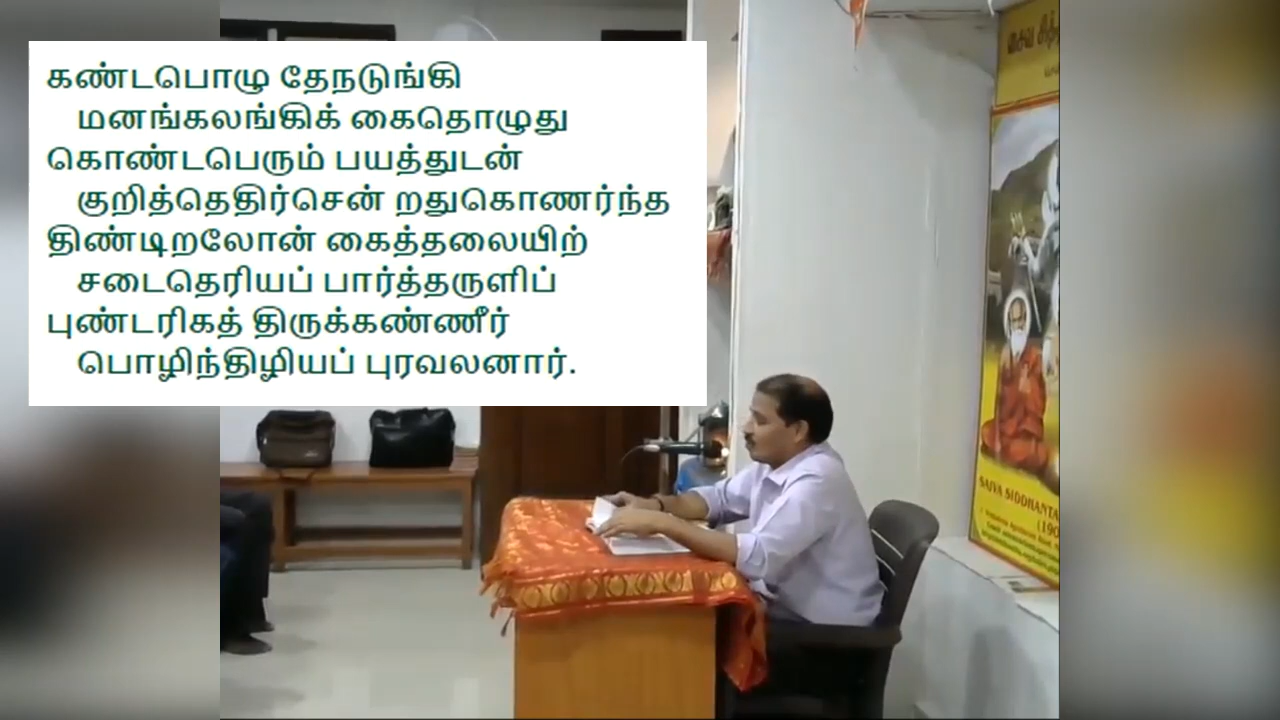 கண்டபொழு தேநடுங்கி
மனங்கலங்கிக் கைதொழுது
கொண்டபெரும் பயத்துடன்
குறித்தெதிர்சென் றதுகொணர்ந்த
திண்டிறலோன் கைத்தலையிற்
சடைதெரியப் பார்த்தருளிப்
புண்டரிகத் திருக்கண்ணீர்
பொழிந்திழியப் புரவலனார்.
SAIVA SIDDHANTA
(190